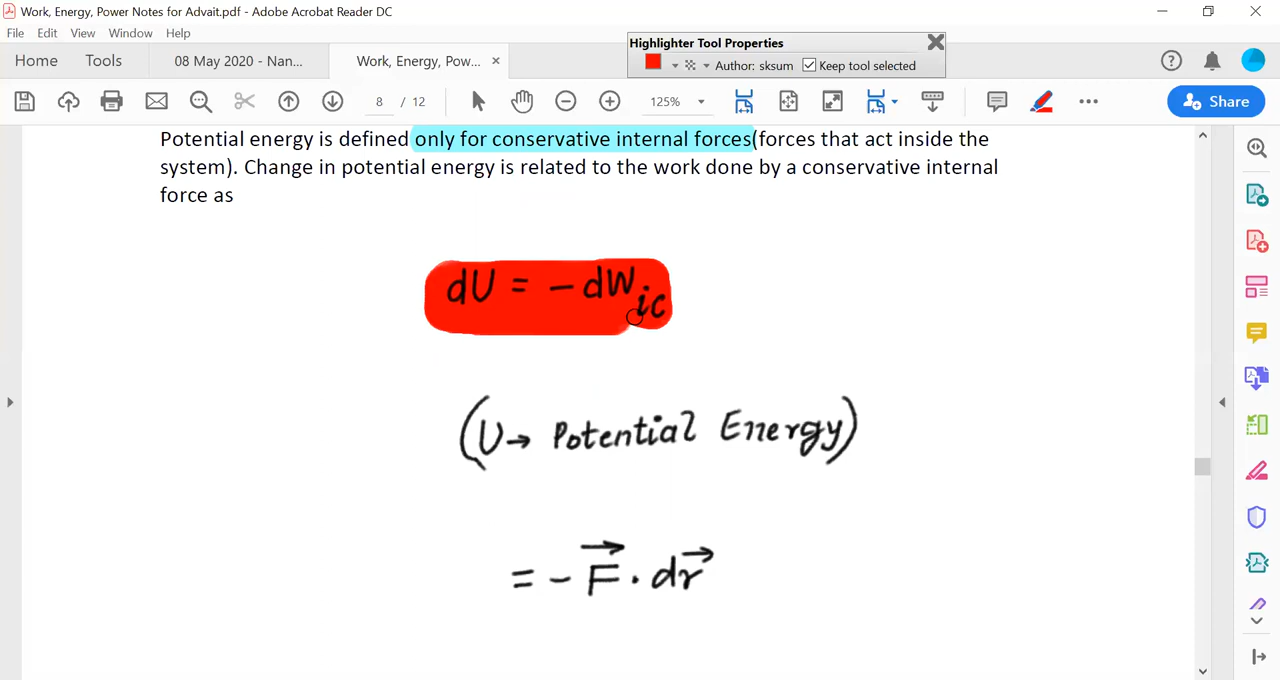 Work, Energy, Power Notes for Advait.pdf - Adobe Acrobat Reader DC
File Edit View Window Help
Home Tools 08 May 2020 - Nan... Work, Energy, Pow... ×
Highlighter Tool Properties
Author: sksum Keep tool selected
8 / 12 125% Share
Potential energy is defined only for conservative internal forces(forces that act inside the
system). Change in potential energy is related to the work done by a conservative internal
force as
dU = - dW ic
(U→ Potential Energy)
= - F⃗ . dr⃗